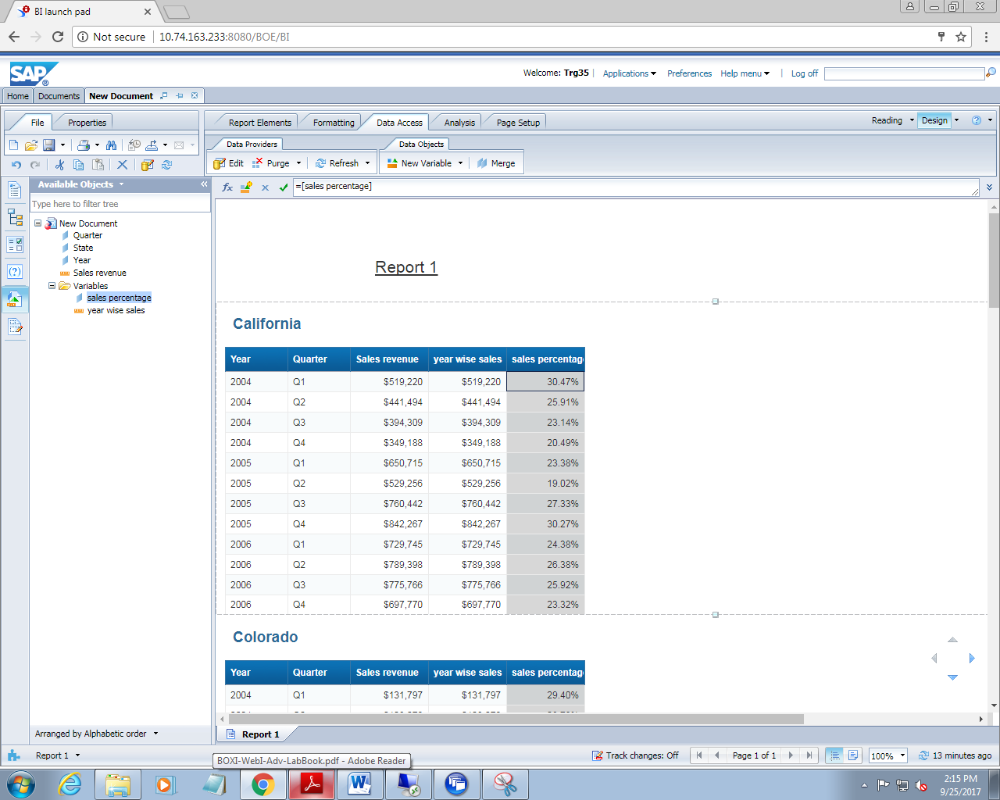 BI launch pad
Not secure 10.74.163.233:8080/BOE/BI
SAP
Welcome: Trg35 Applications Preferences Help menu Log off
Home Documents New Document
File Properties Report Elements Formatting Data Access Analysis Page Setup Reading Design
Data Providers Data Objects
Edit Purge Refresh New Variable Merge
Available Objects
=[sales percentage]
Type here to filter tree
New Document
Quarter
State
Year
Sales revenue
Variables
sales percentage
year wise sales
Report 1
California
Year Quarter Sales revenue year wise sales sales percentag
2004 Q1 $519,220 $519,220 30.47%
2004 Q2 $441,494 $441,494 25.91%
2004 Q3 $394,309 $394,309 23.14%
2004 Q4 $349,188 $349,188 20.49%
2005 Q1 $650,715 $650,715 23.38%
2005 Q2 $529,256 $529,256 19.02%
2005 Q3 $760,442 $760,442 27.33%
2005 Q4 $842,267 $842,267 30.27%
2006 Q1 $729,745 $729,745 24.38%
2006 Q2 $789,398 $789,398 26.38%
2006 Q3 $775,766 $775,766 25.92%
2006 Q4 $697,770 $697,770 23.32%
Colorado
Year Quarter Sales revenue year wise sales sales percentag
2004 Q1 $131,797 $131,797 29.40%
Arranged by Alphabetic order
Report 1
Report 1
BOXI-WebI-Adv-LabBook.pdf - Adobe Reader
Track changes: Off Page 1 of 1 100% 13 minutes ago
2:15 PM
9/25/2017